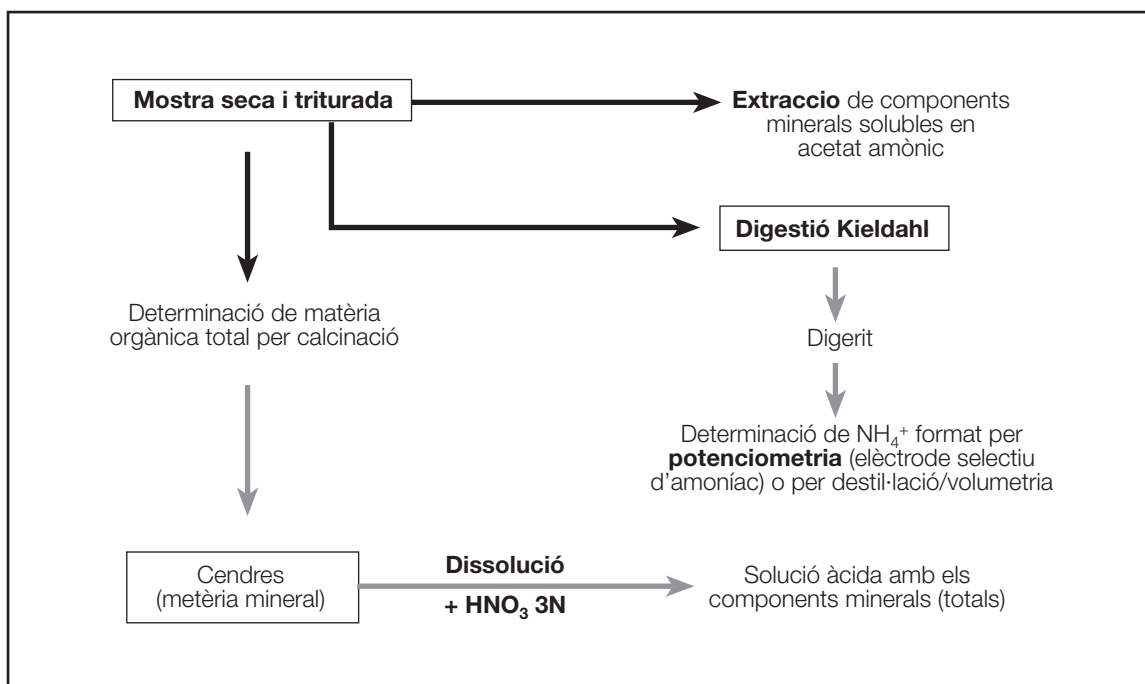 Mostra seca i triturada
Extraccio de components
minerals solubles en
acetat amònic
Digestió Kieldahl
Determinació de matèria
orgànica total per calcinació
Digerit
Determinació de NH₄⁺ format per
potenciometria (elèctrode selectiu
d'amoníac) o per destil·lació/volumetria
Cendres
(metèria mineral)
Dissolució
+ HNO₃ 3N
Solució àcida amb els
components minerals (totals)